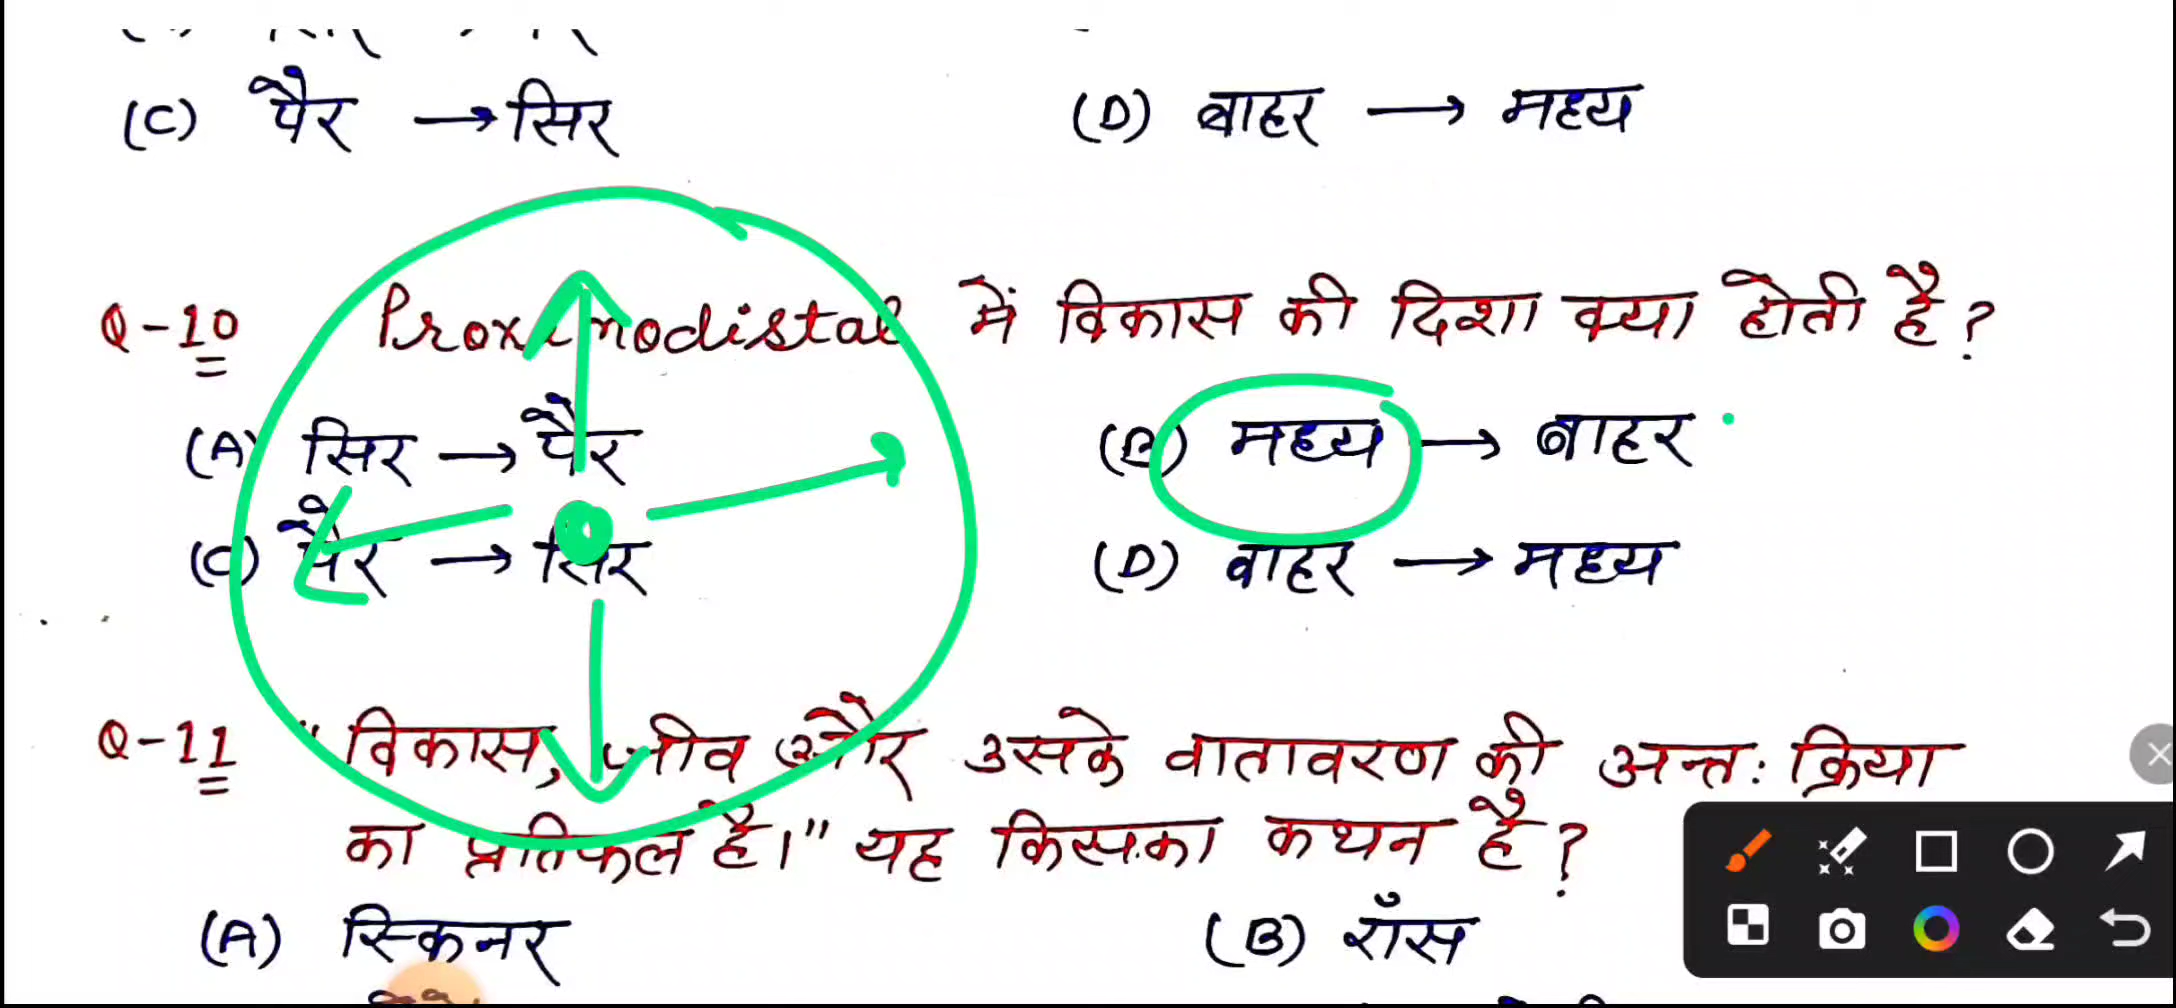 (C) पैर → सिर (D) बाहर → मध्य
Q-10 Proximodistal में विकास की दिशा क्या होती है?
(A) सिर → पैर (B) मध्य → बाहर
(C) पैर → सिर (D) बाहर → मध्य
Q-11 "विकास, जीव और उसके वातावरण की अन्त: क्रिया
का प्रतिफल है।" यह किसका कथन है?
(A) स्किनर (B) रॉस